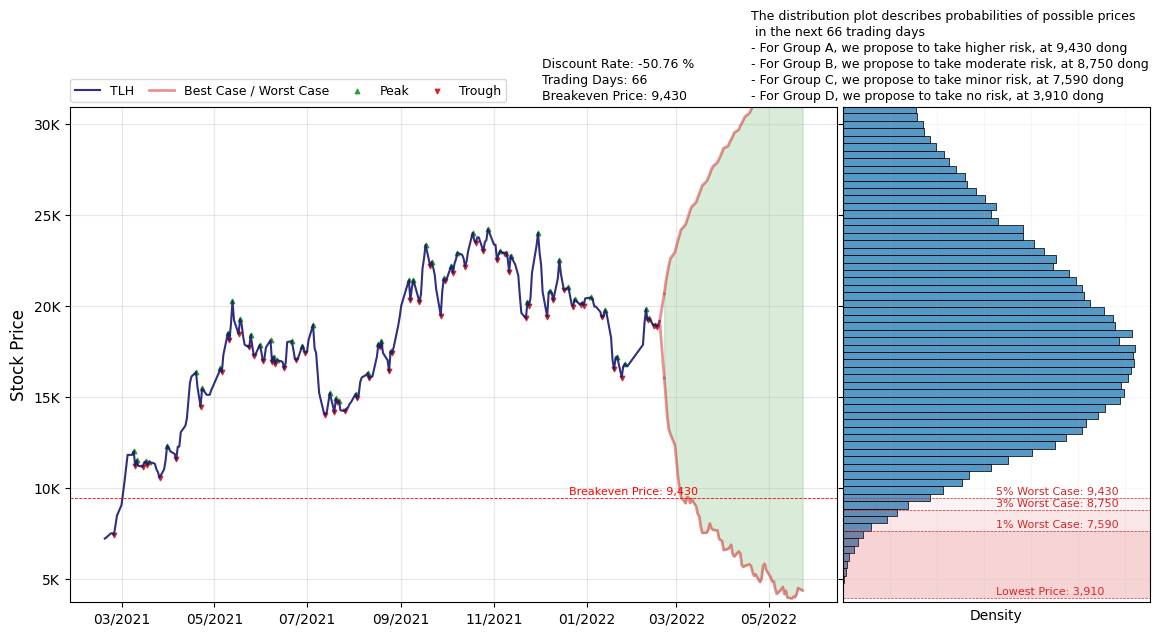 The distribution plot describes probabilities of possible prices
in the next 66 trading days
- For Group A, we propose to take higher risk, at 9,430 dong
- For Group B, we propose to take moderate risk, at 8,750 dong
- For Group C, we propose to take minor risk, at 7,590 dong
- For Group D, we propose to take no risk, at 3,910 dong
Discount Rate: -50.76 %
Trading Days: 66
Breakeven Price: 9,430
TLH
Best Case / Worst Case
Peak
Trough
Stock Price
30K
25K
20K
15K
10K
5K
Breakeven Price: 9,430
03/2021
05/2021
07/2021
09/2021
11/2021
01/2022
03/2022
05/2022
5% Worst Case: 9,430
3% Worst Case: 8,750
1% Worst Case: 7,590
Lowest Price: 3,910
Density